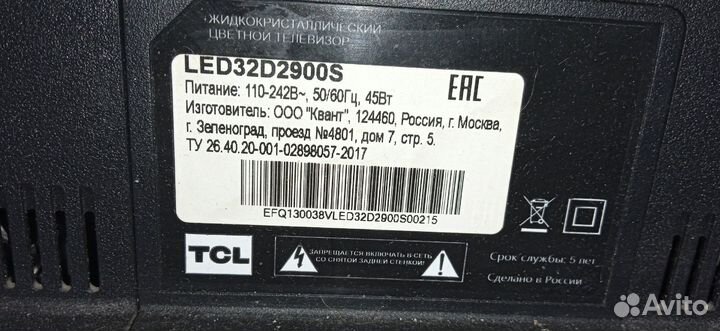 ЖИДКОКРИСТАЛЛИЧЕСКИЙ
ЦВЕТНОЙ ТЕЛЕВИЗОР
LED32D2900S
Питание: 110-242В~, 50/60Гц, 45Вт
EAC
Изготовитель: ООО "Квант", 124460, Россия, г. Москва,
г. Зеленоград, проезд №4801, дом 7, стр. 5.
ТУ 26.40.20-001-02898057-2017
EFQ130038VLED32D2900S00215
TCL
ЗАПРЕЩАЕТСЯ ВКЛЮЧАТЬ В СЕТЬ
СО СНЯТОЙ ЗАДНЕЙ СТЕНКОЙ!
Срок службы: 5 лет
Сделано в России
Avito